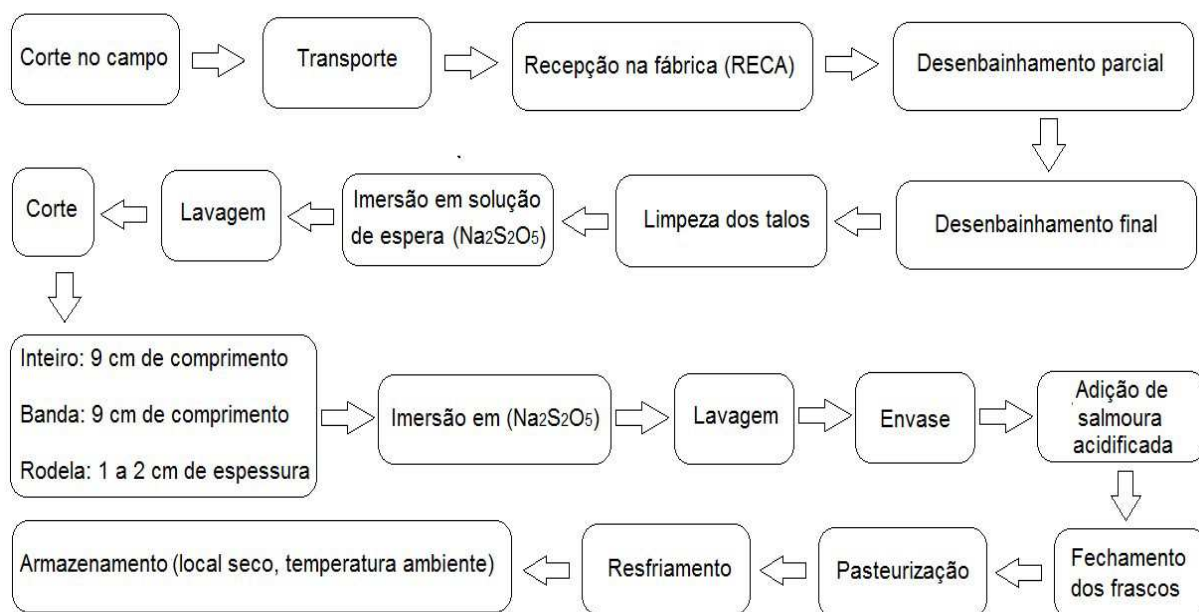 Corte no campo
Transporte
Recepção na fábrica (RECA)
Desenbainhamento parcial
Desenbainhamento final
Limpeza dos talos
Imersão em solução
de espera (Na2S2O5)
Lavagem
Corte
Inteiro: 9 cm de comprimento
Banda: 9 cm de comprimento
Rodela: 1 a 2 cm de espessura
Imersão em (Na2S2O5)
Lavagem
Envase
Adição de
salmoura
acidificada
Fechamento
dos frascos
Pasteurização
Resfriamento
Armazenamento (local seco, temperatura ambiente)